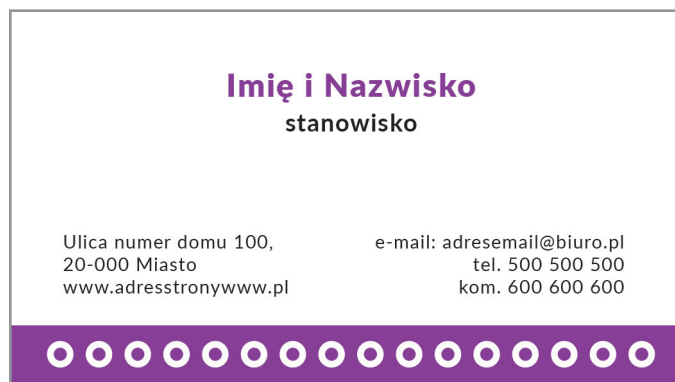 Imię i Nazwisko
stanowisko
Ulica numer domu 100,
20-000 Miasto
www.adresstronywww.pl
e-mail: adresemail@biuro.pl
tel. 500 500 500
kom. 600 600 600